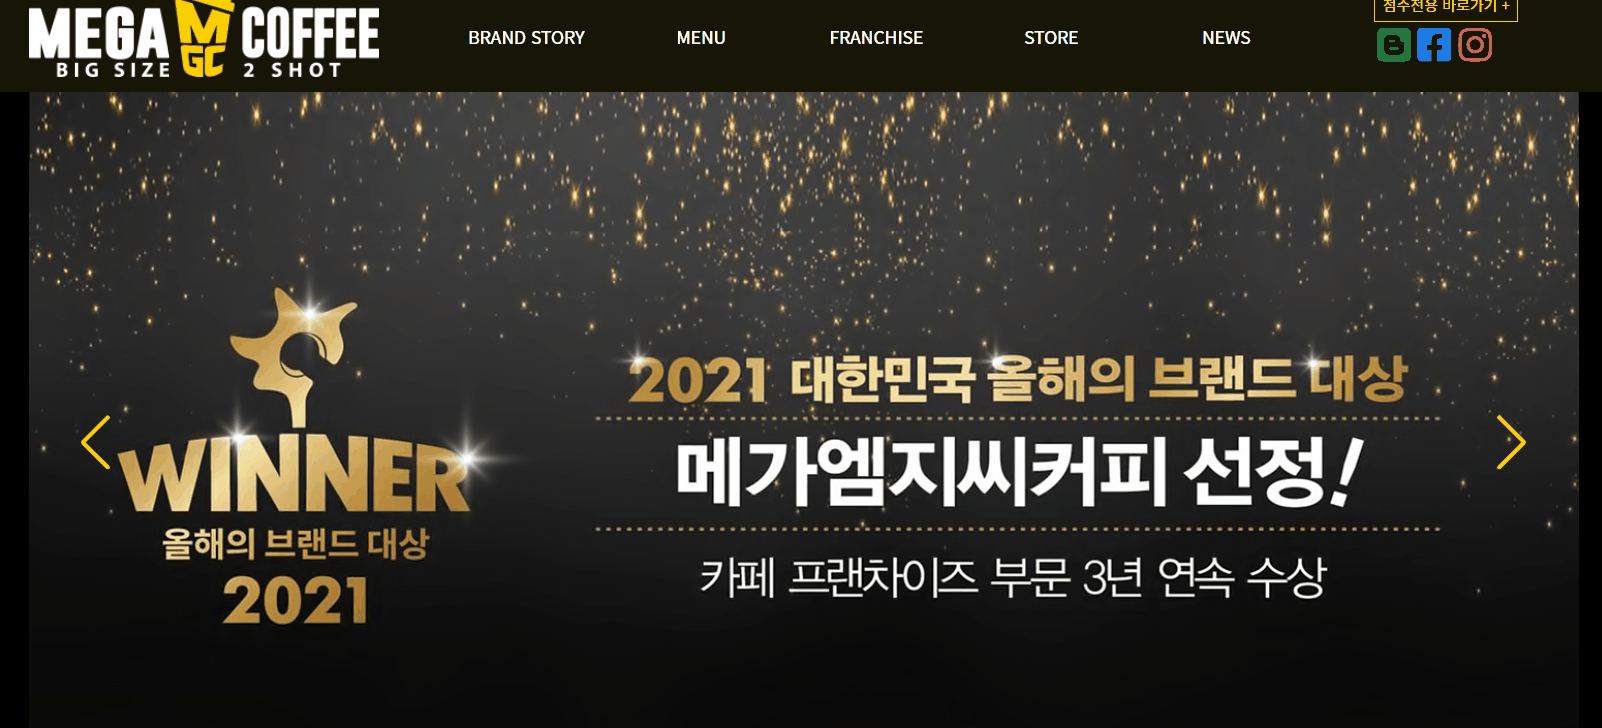 점주전용 바로가기 +
MEGA MGC COFFEE
BIG SIZE 2 SHOT
BRAND STORY MENU FRANCHISE STORE NEWS
WINNER
올해의 브랜드 대상
2021
2021 대한민국 올해의 브랜드 대상
메가엠지씨커피 선정!
카페 프랜차이즈 부문 3년 연속 수상